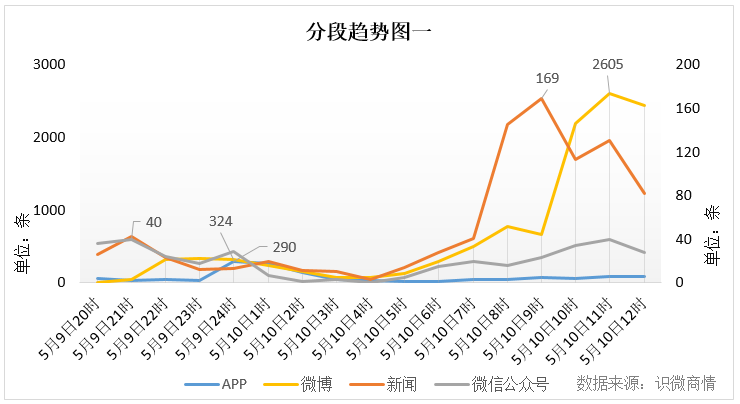 分段趋势图一
3000
2000
1000
0
单位：条
200
160
120
80
40
0
单位：条
40
324
290
169
2605
5月9日20时
5月9日21时
5月9日22时
5月9日23时
5月9日24时
5月10日1时
5月10日2时
5月10日3时
5月10日4时
5月10日5时
5月10日6时
5月10日7时
5月10日8时
5月10日9时
5月10日10时
5月10日11时
5月10日12时
APP 微博 新闻 微信公众号 数据来源：识微商情